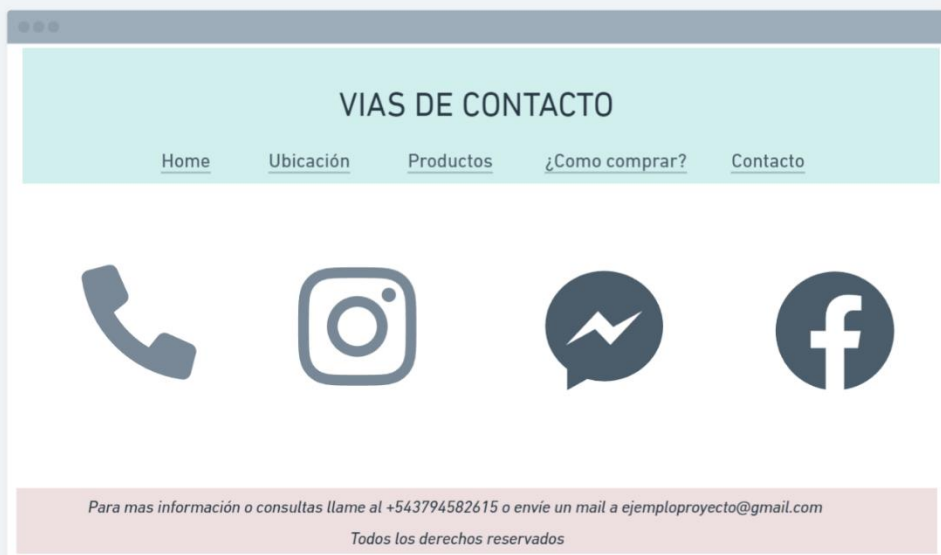 VIAS DE CONTACTO
Home Ubicación Productos ¿Como comprar? Contacto
Para mas información o consultas llame al +543794582615 o envíe un mail a ejemploproyecto@gmail.com
Todos los derechos reservados